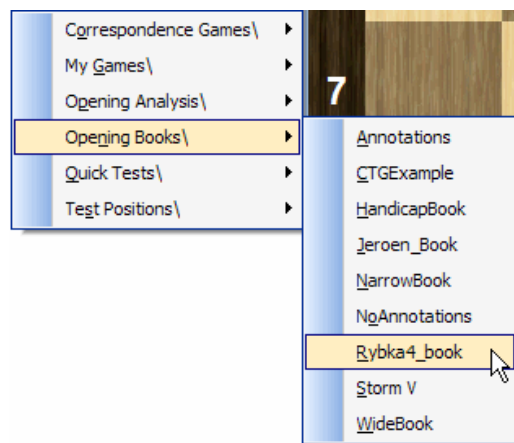 Correspondence Games\
My Games\
Opening Analysis\
Opening Books\
Quick Tests\
Test Positions\
7
Annotations
CTGExample
HandicapBook
Jeroen_Book
NarrowBook
NoAnnotations
Rybka4_book
Storm V
WideBook